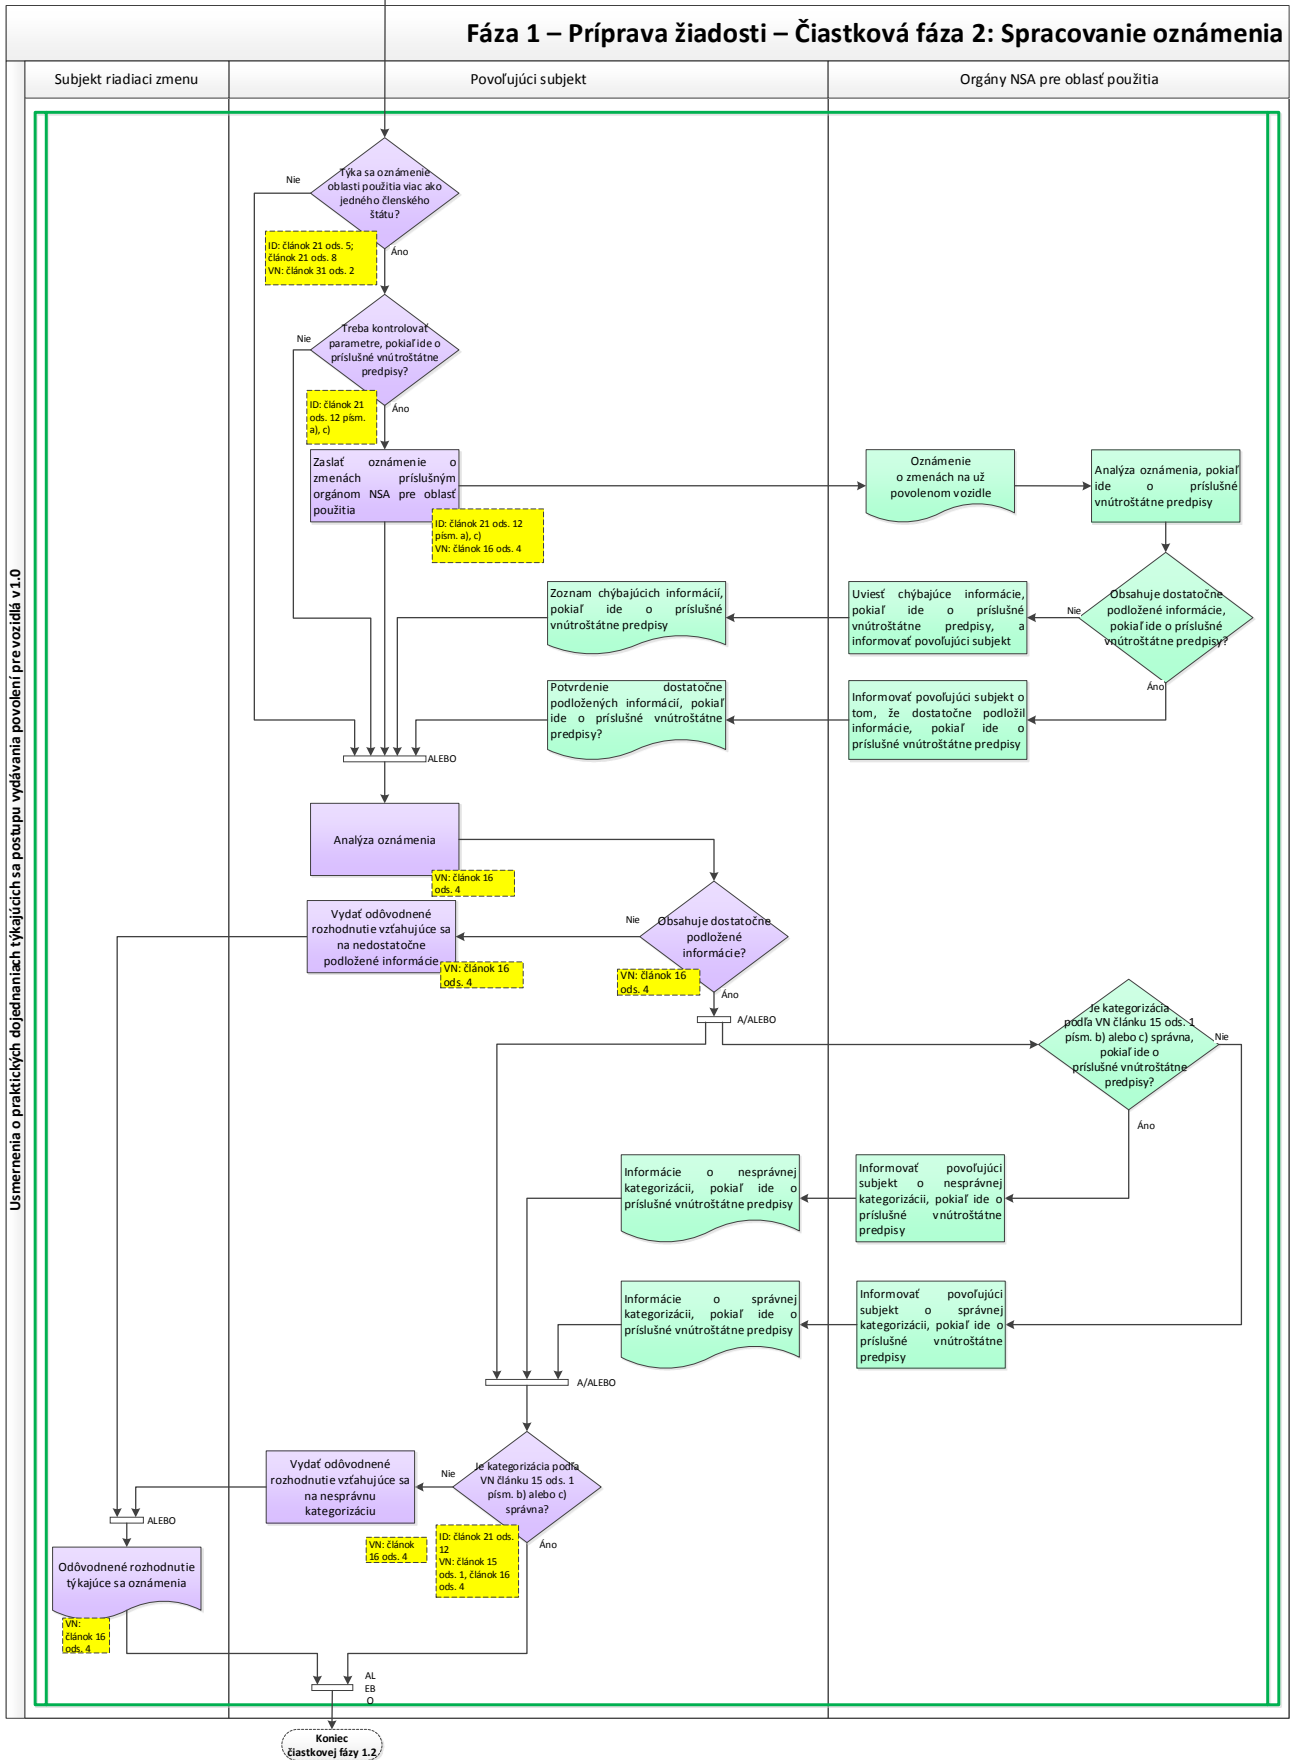 Fáza 1 – Príprava žiadosti – Čiastková fáza 2: Spracovanie oznámenia
Subjekt riadiaci zmenu
Povoľujúci subjekt
Orgány NSA pre oblasť použitia
Usmernenia o praktických dojednaniach týkajúcich sa postupu vydávania povolení pre vozidlá v1.0
Týka sa oznámenie
oblasti použitia viac ako
jedného členského
štátu?
Nie
ID: článok 21 ods. 5;
článok 21 ods. 8
VN: článok 31 ods. 2
Áno
Treba kontrolovať
parametre, pokiaľ ide o
príslušné vnútroštátne
predpisy?
Nie
ID: článok 21
ods. 12 písm.
a), c)
Áno
Zaslať oznámenie o
zmenách príslušným
orgánom NSA pre oblasť
použitia
ID: článok 21 ods. 12
písm. a), c)
VN: článok 16 ods. 4
Oznámenie
o zmenách na už
povolenom vozidle
Analýza oznámenia, pokiaľ
ide o príslušné
vnútroštátne predpisy
Obsahuje dostatočne
podložené informácie,
pokiaľ ide o príslušné
vnútroštátne predpisy?
Nie
Uviesť chýbajúce informácie,
pokiaľ ide o príslušné
vnútroštátne predpisy, a
informovať povoľujúci subjekt
Zoznam chýbajúcich informácií,
pokiaľ ide o príslušné
vnútroštátne predpisy
Áno
Informovať povoľujúci subjekt o
tom, že dostatočne podložil
informácie, pokiaľ ide o
príslušné vnútroštátne predpisy
Potvrdenie dostatočne
podložených informácií, pokiaľ
ide o príslušné vnútroštátne
predpisy?
ALEBO
Analýza oznámenia
VN: článok 16
ods. 4
Obsahuje dostatočne
podložené
informácie?
Nie
VN: článok 16
ods. 4
Áno
Vydať odôvodnené
rozhodnutie vzťahujúce sa
na nedostatočne
podložené informácie
VN: článok 16
ods. 4
A/ALEBO
Je kategorizácia
podľa VN článku 15 ods. 1
písm. b) alebo c) správna,
pokiaľ ide o
príslušné vnútroštátne
predpisy?
Nie
Áno
Informovať povoľujúci
subjekt o nesprávnej
kategorizácii, pokiaľ ide o
príslušné vnútroštátne
predpisy
Informácie o nesprávnej
kategorizácii, pokiaľ ide o
príslušné vnútroštátne predpisy
Informovať povoľujúci
subjekt o správnej
kategorizácii, pokiaľ ide o
príslušné vnútroštátne
predpisy
Informácie o správnej
kategorizácii, pokiaľ ide o
príslušné vnútroštátne predpisy
A/ALEBO
Je kategorizácia podľa
VN článku 15 ods. 1
písm. b) alebo c)
správna?
Nie
ID: článok 21 ods.
12
VN: článok 15
ods. 1, článok 16
ods. 4
Áno
Vydať odôvodnené
rozhodnutie vzťahujúce sa
na nesprávnu
kategorizáciu
VN: článok
16 ods. 4
ALEBO
Odôvodnené rozhodnutie
týkajúce sa oznámenia
VN:
článok 16
ods. 4
AL
EB
O
Koniec
čiastkovej fázy 1.2